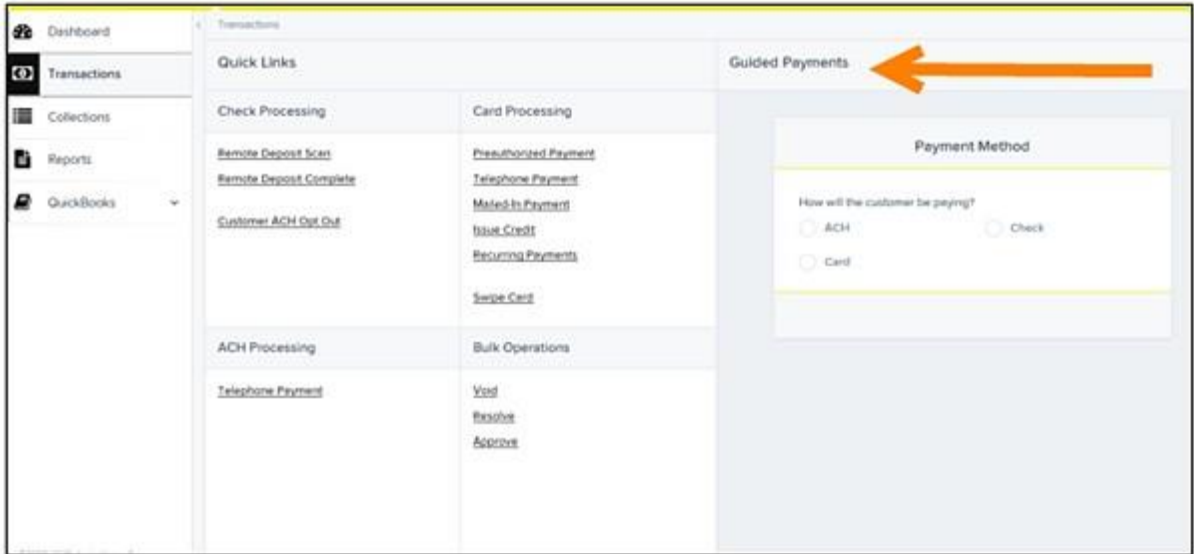 Dashboard
Transactions
Collections
Reports
QuickBooks
Transactions
Quick Links
Check Processing
Remote Deposit Scan
Remote Deposit Complete
Customer ACH Opt Out
Card Processing
Preauthorized Payment
Telephone Payment
Mailed-In Payment
Issue Credit
Recurring Payments
Swipe Card
ACH Processing
Telephone Payment
Bulk Operations
Void
Resolve
Approve
Guided Payments
Payment Method
How will the customer be paying?
ACH
Check
Card